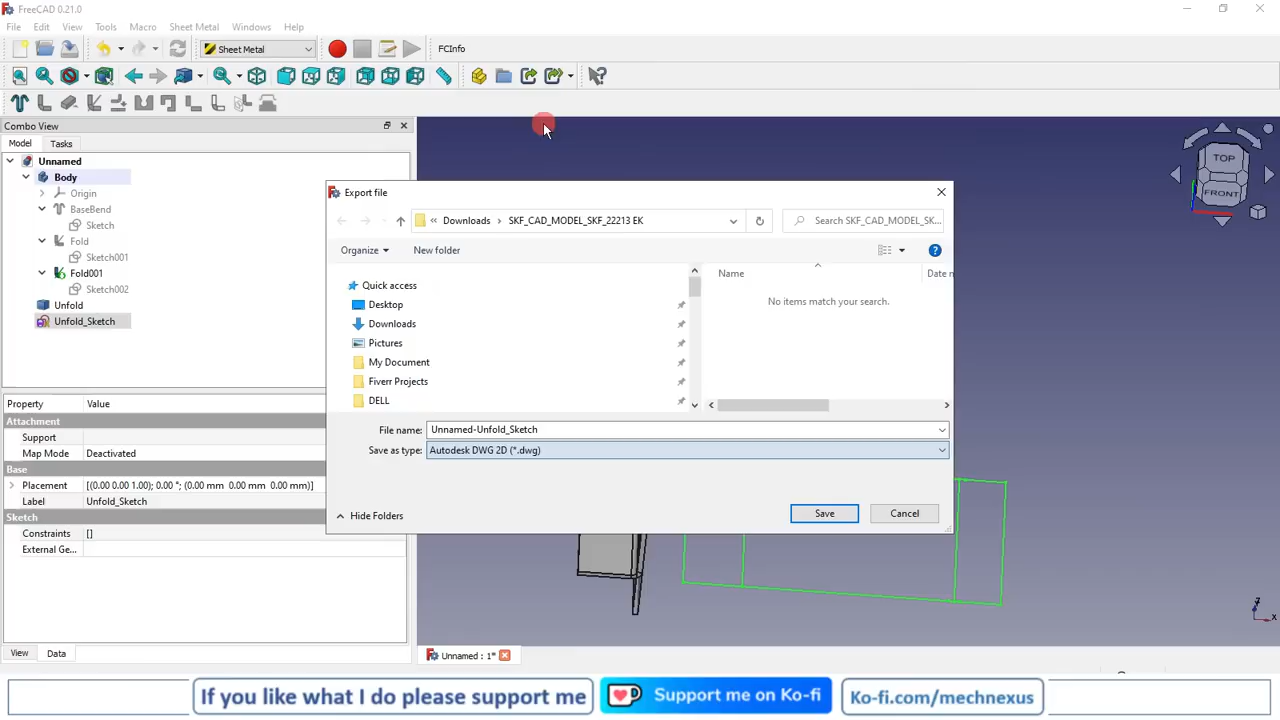 FreeCAD 0.21.0
File Edit View Tools Macro Sheet Metal Windows Help
Sheet Metal
FCInfo
Combo View
Model Tasks
Unnamed
Body
Origin
BaseBend
Sketch
Fold
Sketch001
Fold001
Sketch002
Unfold
Unfold_Sketch
Property Value
Attachment
Support
Map Mode Deactivated
Base
Placement [(0.00 0.00 1.00); 0.00 °; (0.00 mm 0.00 mm 0.00 mm)]
Label Unfold_Sketch
Sketch
Constraints []
External Ge...
View Data
Export file
« Downloads > SKF_CAD_MODEL_SKF_22213 EK
Search SKF_CAD_MODEL_SK...
Organize New folder
Quick access
Desktop
Downloads
Pictures
My Document
Fiverr Projects
DELL
Name Date n
No items match your search.
File name: Unnamed-Unfold_Sketch
Save as type: Autodesk DWG 2D (*.dwg)
Hide Folders Save Cancel
TOP
FRONT
z
x
Unnamed : 1*
If you like what I do please support me
Support me on Ko-fi
Ko-fi.com/mechnexus